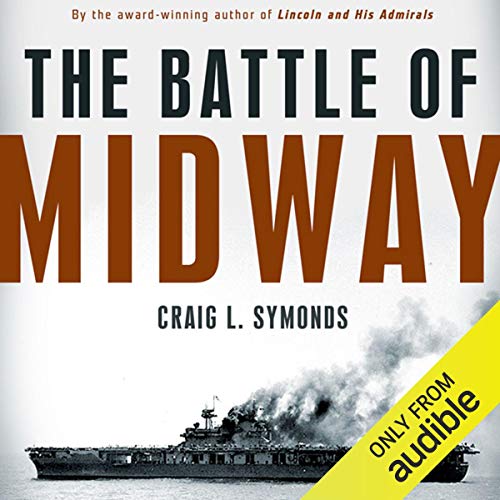 By the award-winning author of Lincoln and His Admirals
THE BATTLE OF
MIDWAY
CRAIG L. SYMONDS
ONLY FROM
audible